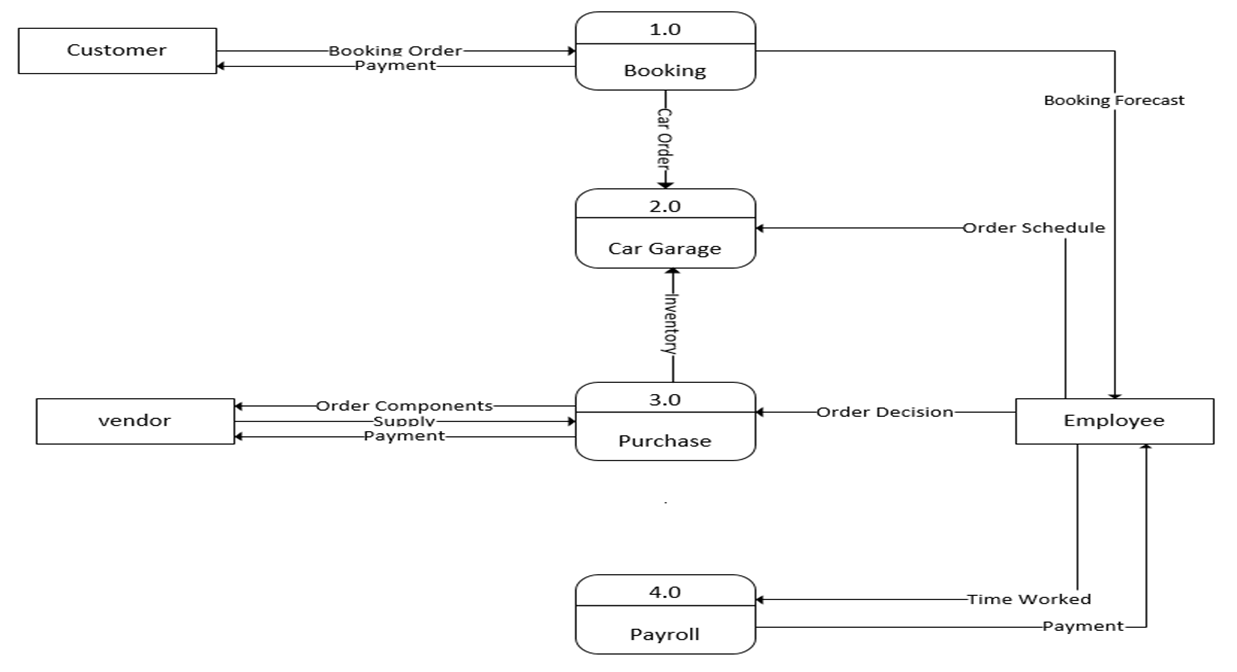 1.0
Customer
Booking Order
Payment
Booking
Booking Forecast
Car Order
2.0
Order Schedule
Car Garage
Inventory
3.0
vendor
Order Components
Supply
Payment
Purchase
Order Decision
Employee
.
4.0
Time Worked
Payroll
Payment